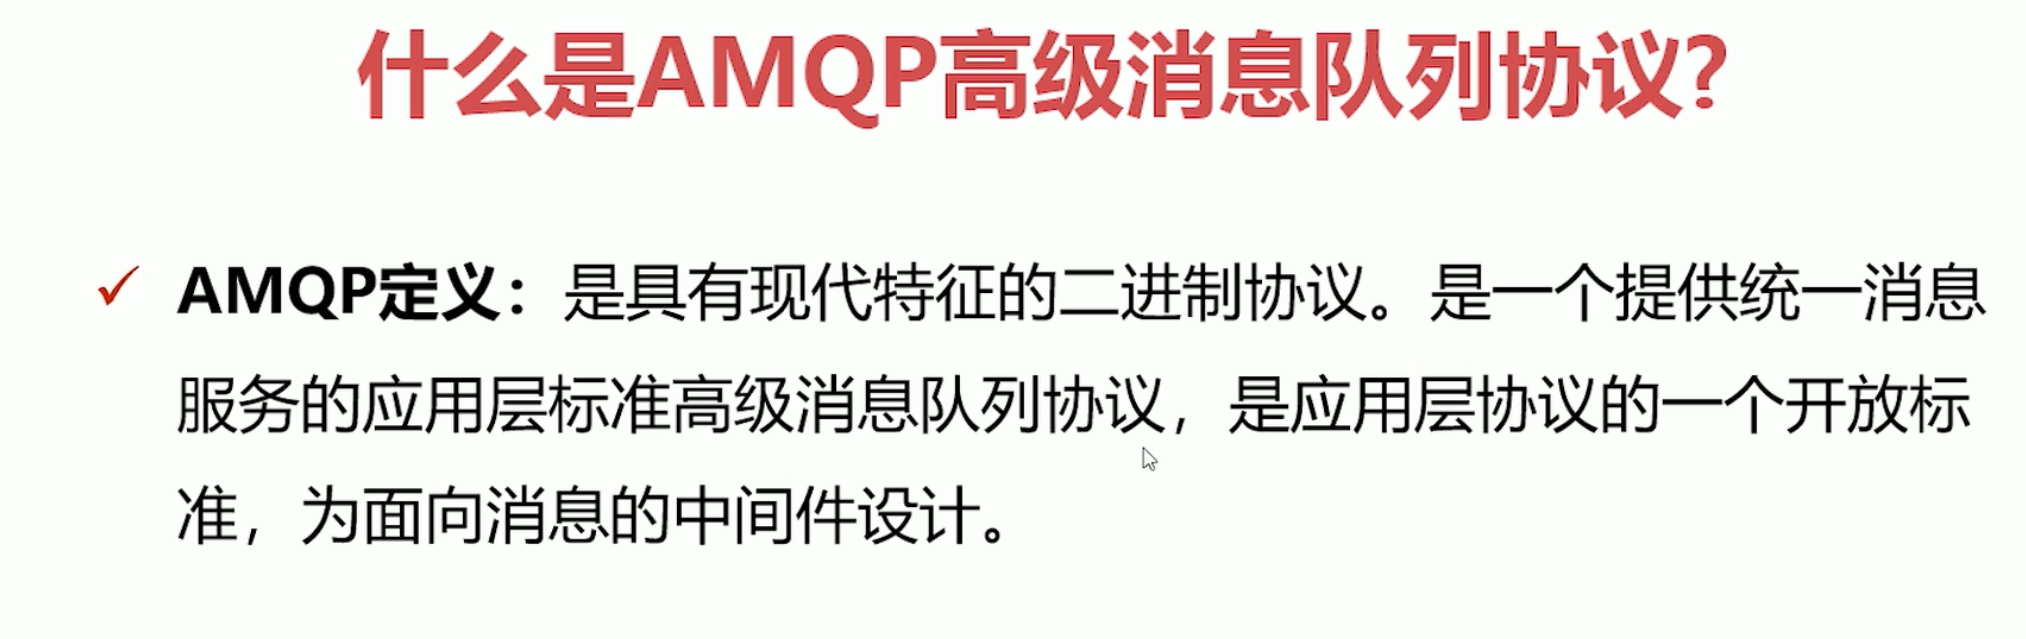 什么是AMQP高级消息队列协议?
AMQP定义：是具有现代特征的二进制协议。是一个提供统一消息
服务的应用层标准高级消息队列协议，是应用层协议的一个开放标
准，为面向消息的中间件设计。